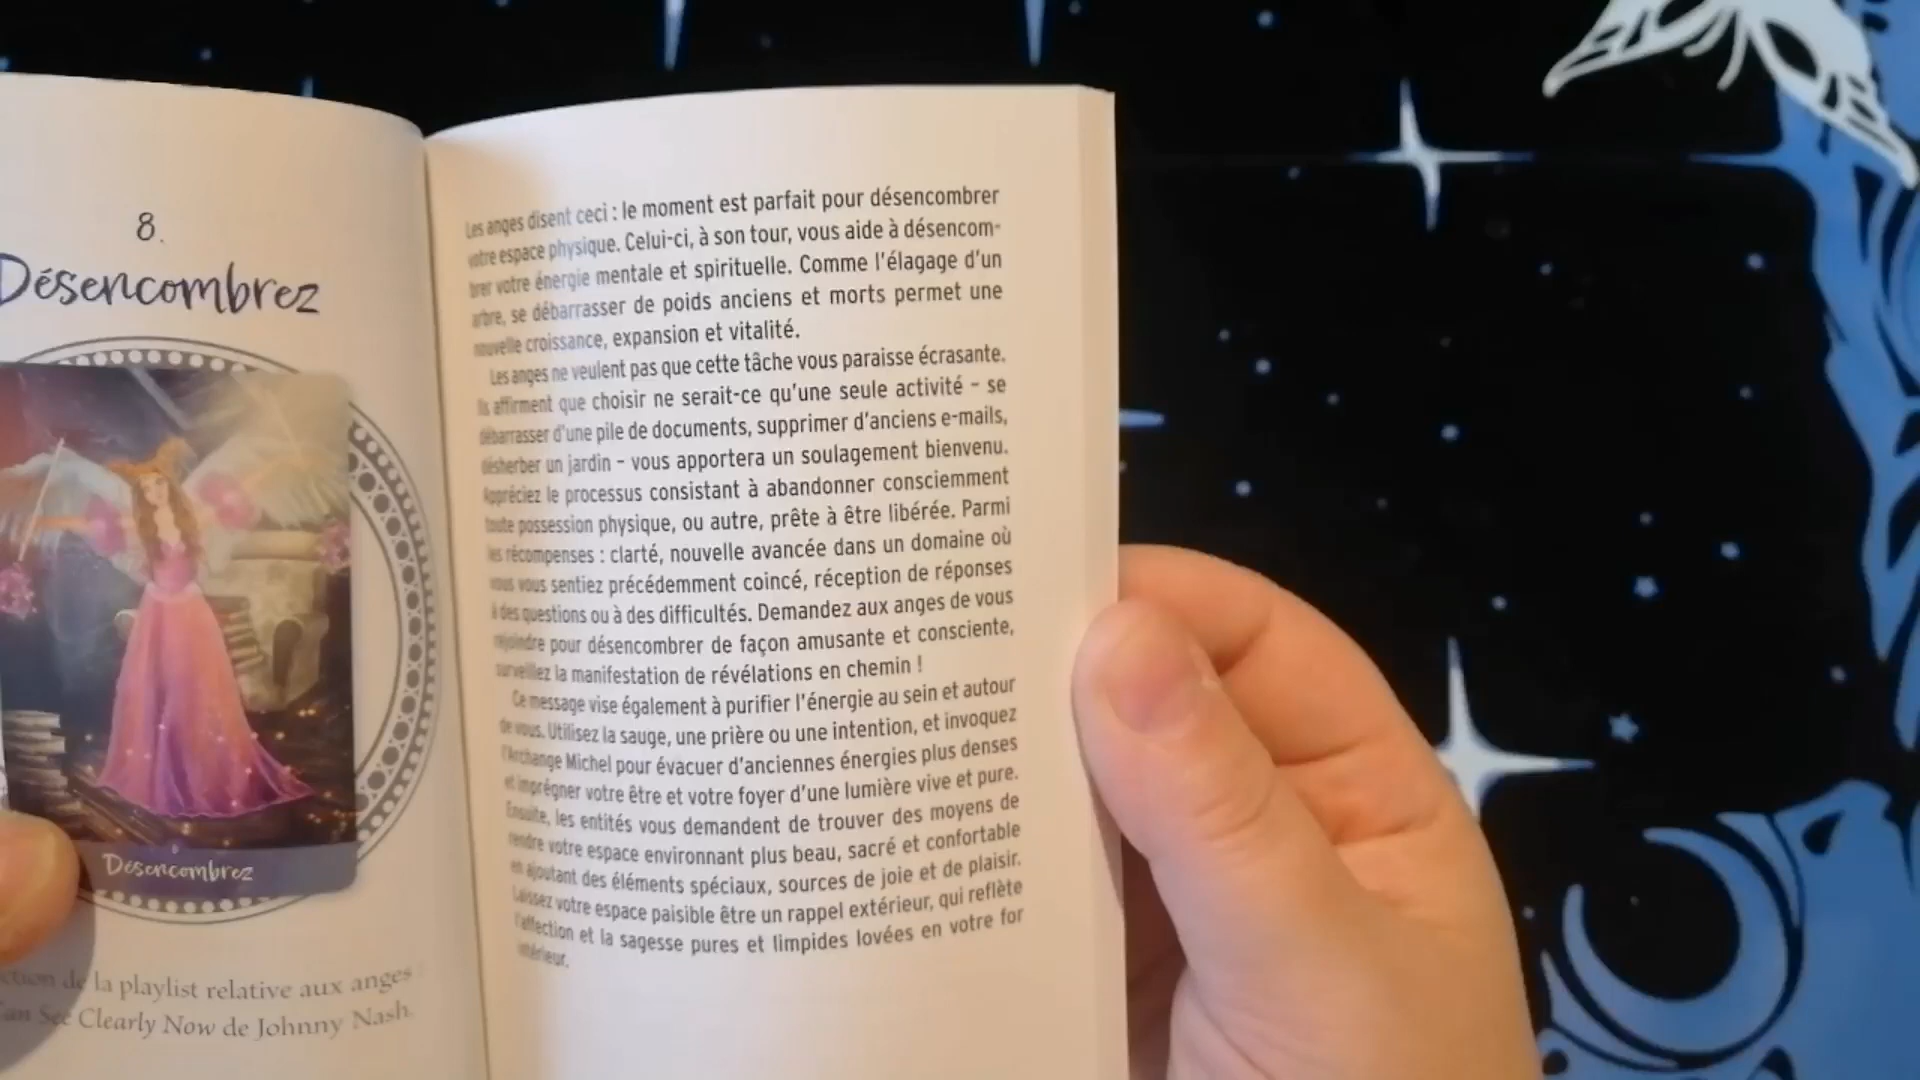 8.
Désencombrez
Désencombrez
de la playlist relative aux anges :
Can See Clearly Now de Johnny Nash.
Les anges disent ceci : le moment est parfait pour désencombrer
votre espace physique. Celui-ci, à son tour, vous aide à désencom-
brer votre énergie mentale et spirituelle. Comme l'élagage d'un
arbre, se débarrasser de poids anciens et morts permet une
nouvelle croissance, expansion et vitalité.
Les anges ne veulent pas que cette tâche vous paraisse écrasante.
Ils affirment que choisir ne serait-ce qu'une seule activité – se
débarrasser d'une pile de documents, supprimer d'anciens e-mails,
désherber un jardin – vous apportera un soulagement bienvenu.
Appréciez le processus consistant à abandonner consciemment
toute possession physique, ou autre, prête à être libérée. Parmi
les récompenses : clarté, nouvelle avancée dans un domaine où
vous vous sentiez précédemment coincé, réception de réponses
à des questions ou à des difficultés. Demandez aux anges de vous
rejoindre pour désencombrer de façon amusante et consciente,
surveillez la manifestation de révélations en chemin !
Ce message vise également à purifier l'énergie au sein et autour
de vous. Utilisez la sauge, une prière ou une intention, et invoquez
l'Archange Michel pour évacuer d'anciennes énergies plus denses
et imprégner votre être et votre foyer d'une lumière vive et pure.
Ensuite, les entités vous demandent de trouver des moyens de
rendre votre espace environnant plus beau, sacré et confortable
en ajoutant des éléments spéciaux, sources de joie et de plaisir.
Laissez votre espace paisible être un rappel extérieur, qui reflète
l'affection et la sagesse pures et limpides lovées en votre for
intérieur.